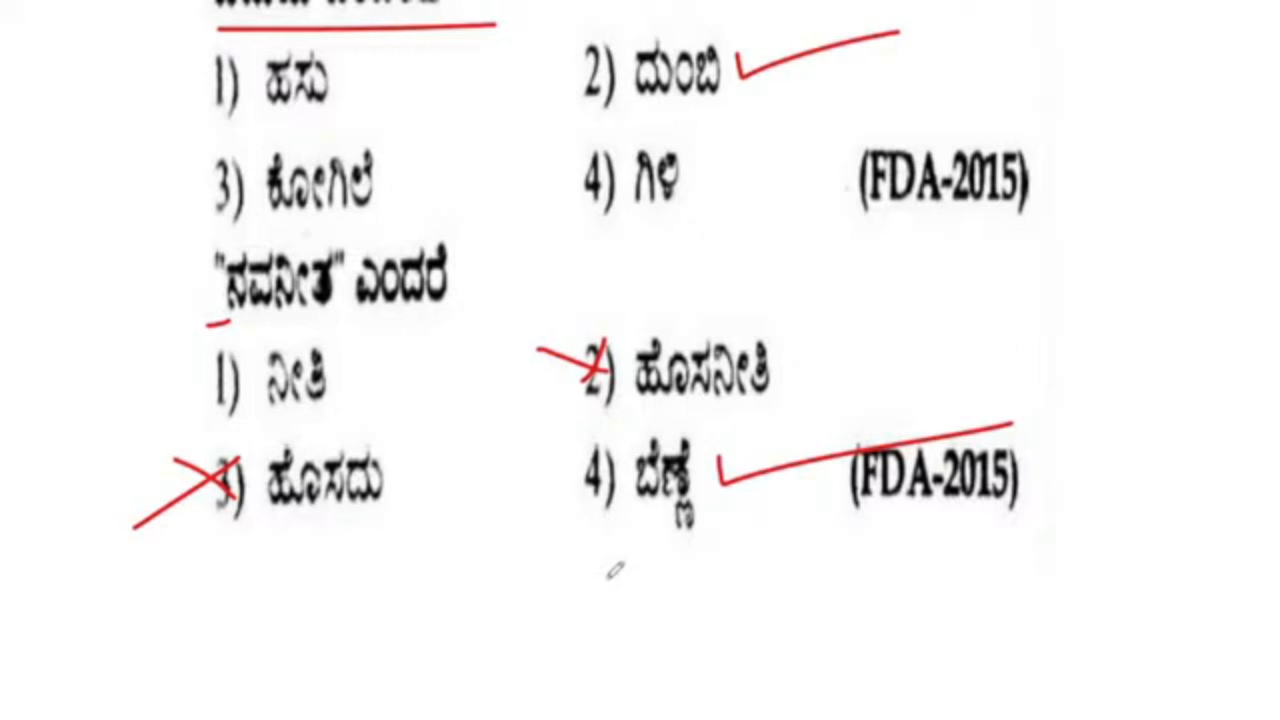 1) ಹಸು 2) ದುಂಬಿ
3) ಕೋಗಿಲೆ 4) ಗಿಳಿ (FDA-2015)
"ನವನೀತ" ಎಂದರೆ
1) ನೀತಿ 2) ಹೊಸನೀತಿ
3) ಹೊಸದು 4) ಬೆಣ್ಣೆ (FDA-2015)